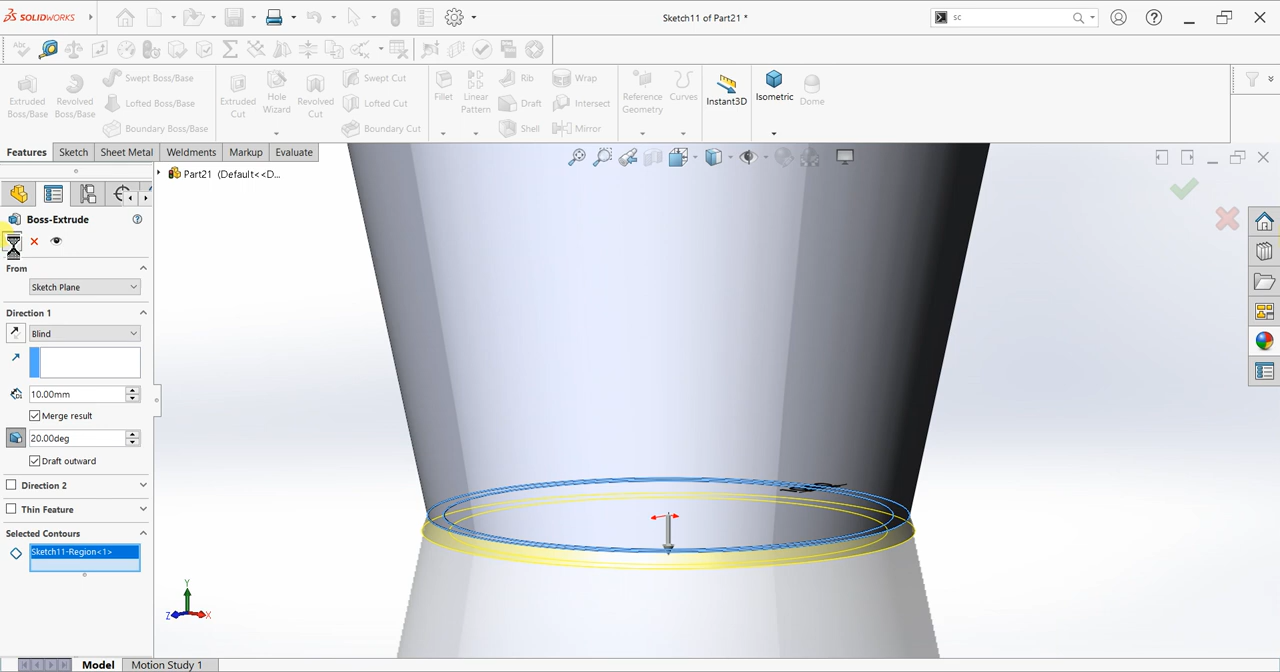 SOLIDWORKS
Sketch11 of Part21 *
sc
Extruded Boss/Base
Revolved Boss/Base
Swept Boss/Base
Lofted Boss/Base
Boundary Boss/Base
Extruded Cut
Hole Wizard
Revolved Cut
Swept Cut
Lofted Cut
Boundary Cut
Fillet
Linear Pattern
Rib
Draft
Shell
Wrap
Intersect
Mirror
Reference Geometry
Curves
Instant3D
Isometric
Dome
Features
Sketch
Sheet Metal
Weldments
Markup
Evaluate
Part21 (Default<<D...
Boss-Extrude
From
Sketch Plane
Direction 1
Blind
10.00mm
Merge result
20.00deg
Draft outward
Direction 2
Thin Feature
Selected Contours
Sketch11-Region<1>
Y
Z
X
Model
Motion Study 1